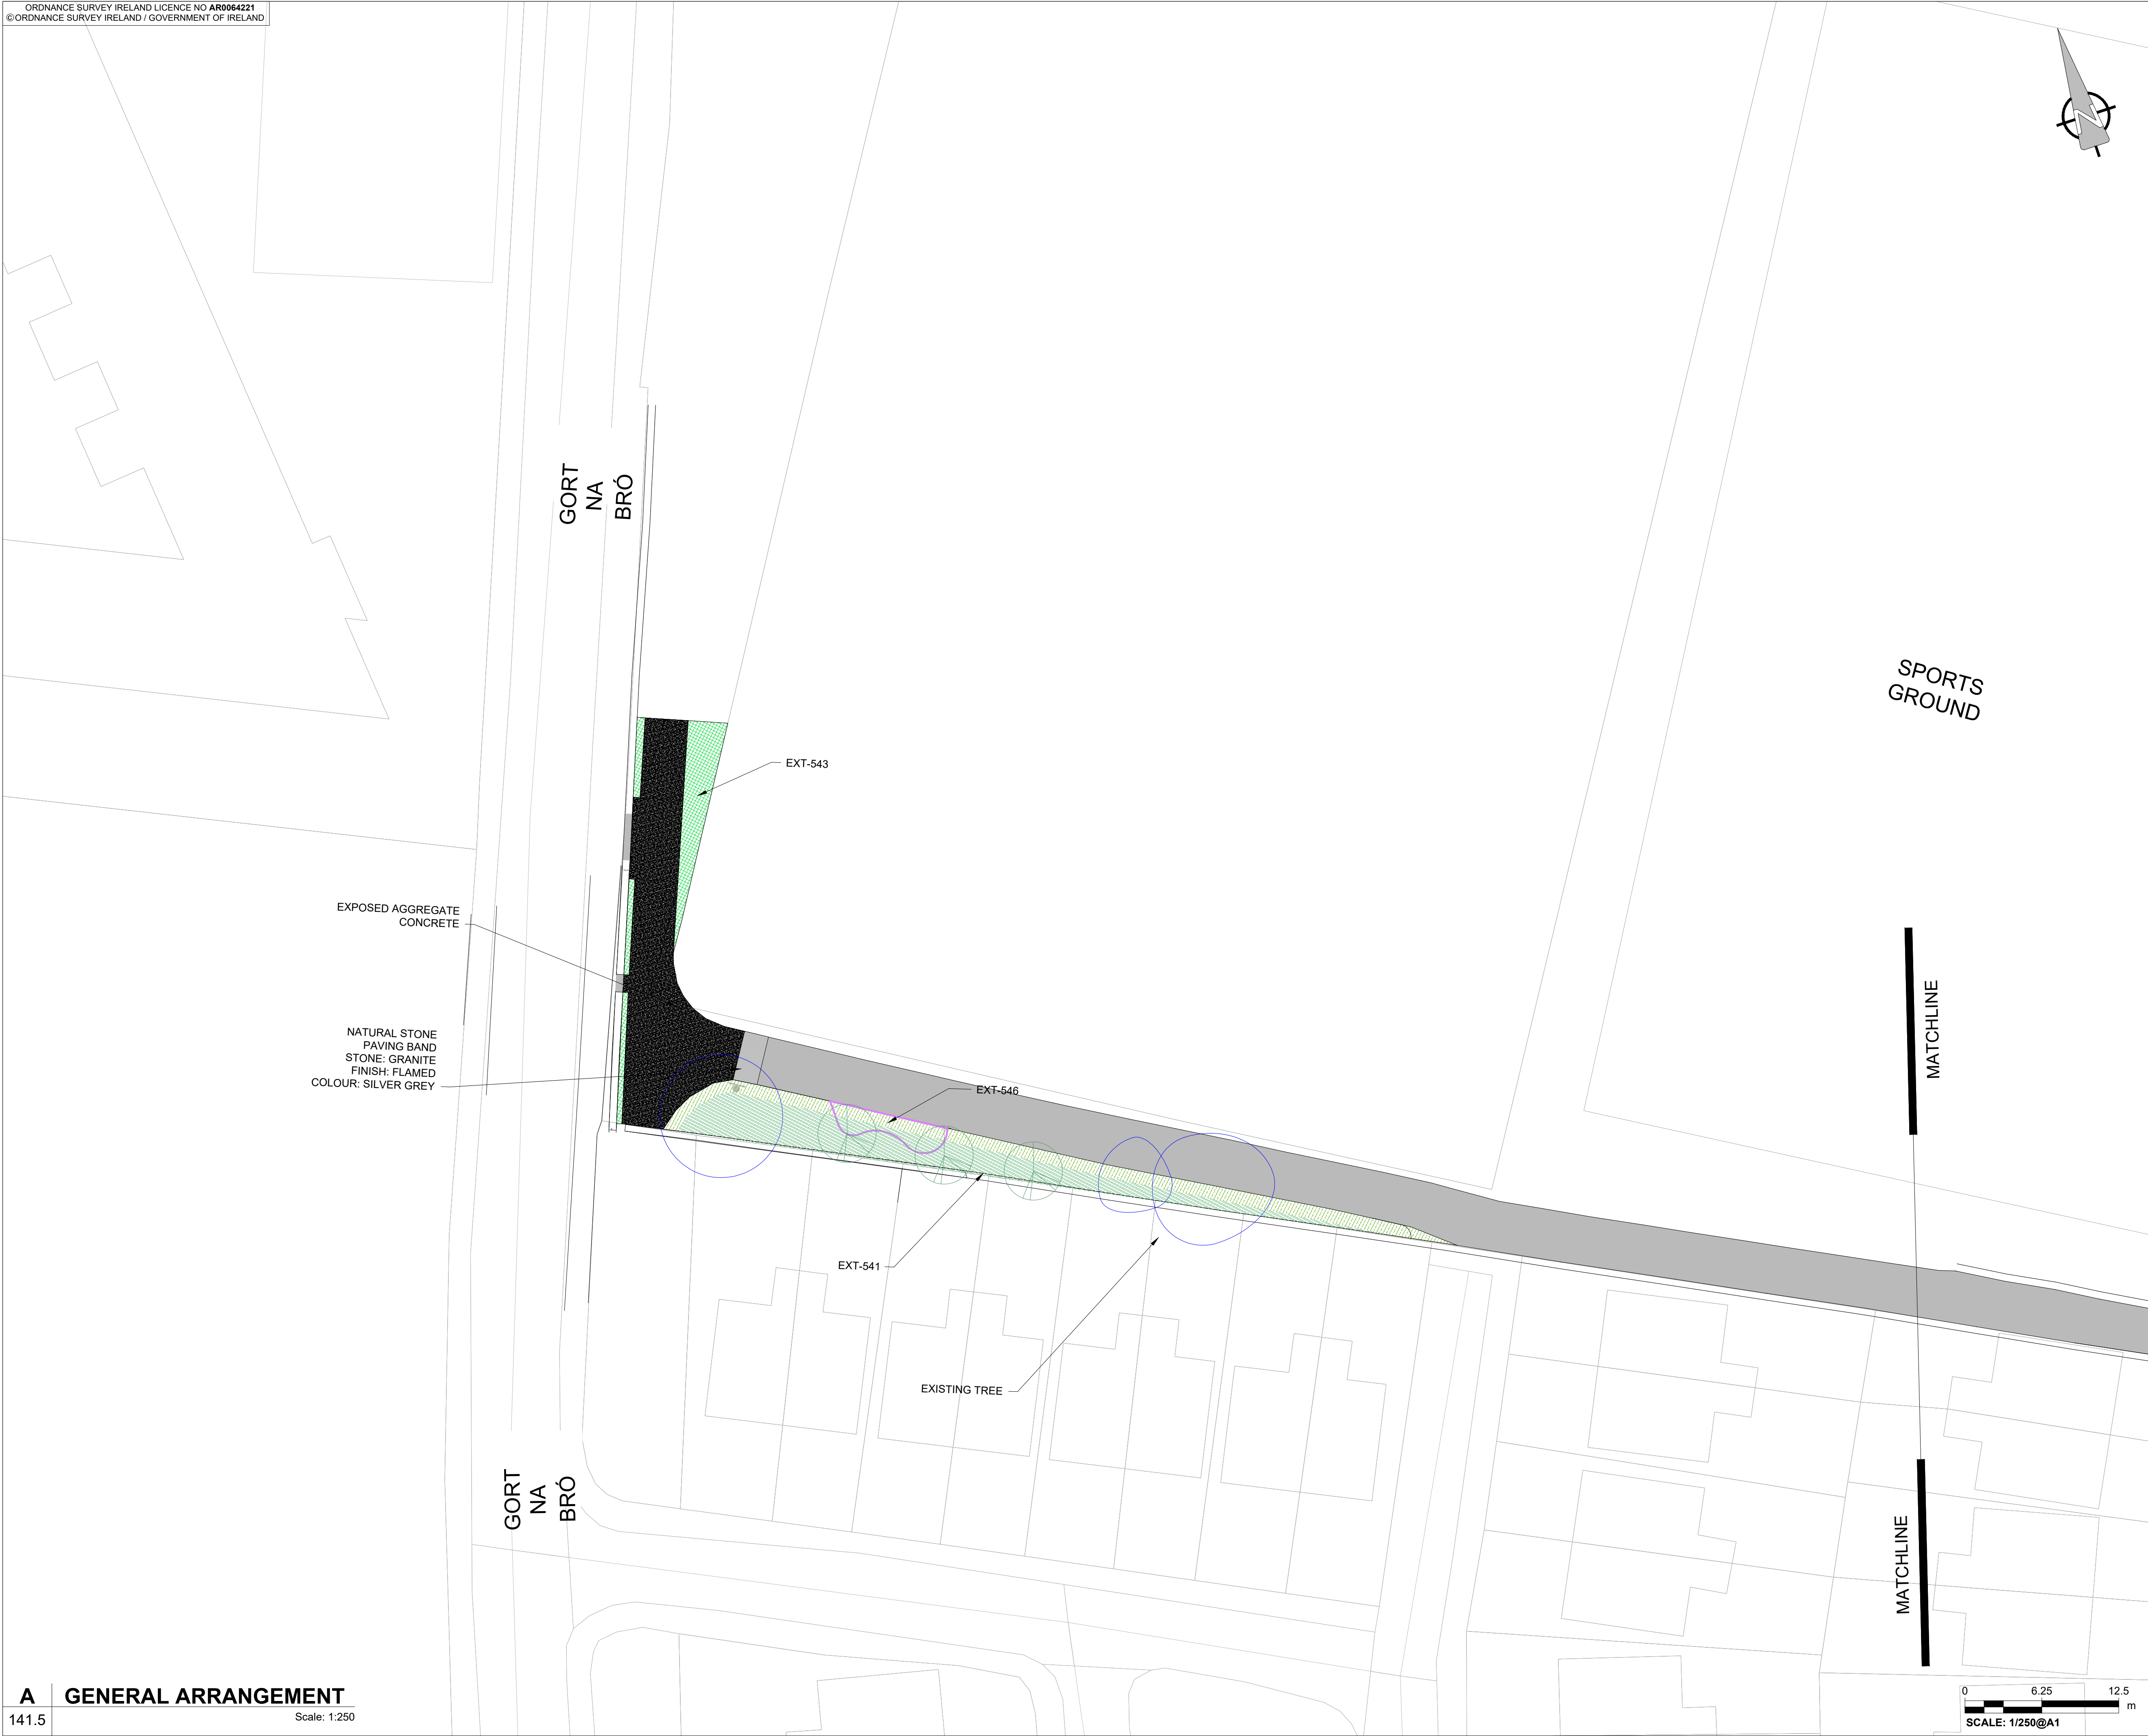 ORDNANCE SURVEY IRELAND LICENCE NO AR0064221
©ORDNANCE SURVEY IRELAND / GOVERNMENT OF IRELAND
N
GORT
NA
BRÓ
SPORTS
GROUND
EXT-543
EXPOSED AGGREGATE
CONCRETE
MATCHLINE
NATURAL STONE
PAVING BAND
STONE: GRANITE
FINISH: FLAMED
COLOUR: SILVER GREY
EXT-546
EXT-541
EXISTING TREE
GORT
NA
BRÓ
MATCHLINE
A GENERAL ARRANGEMENT
141.5 Scale: 1:250
0 6.25 12.5
m
SCALE: 1/250@A1